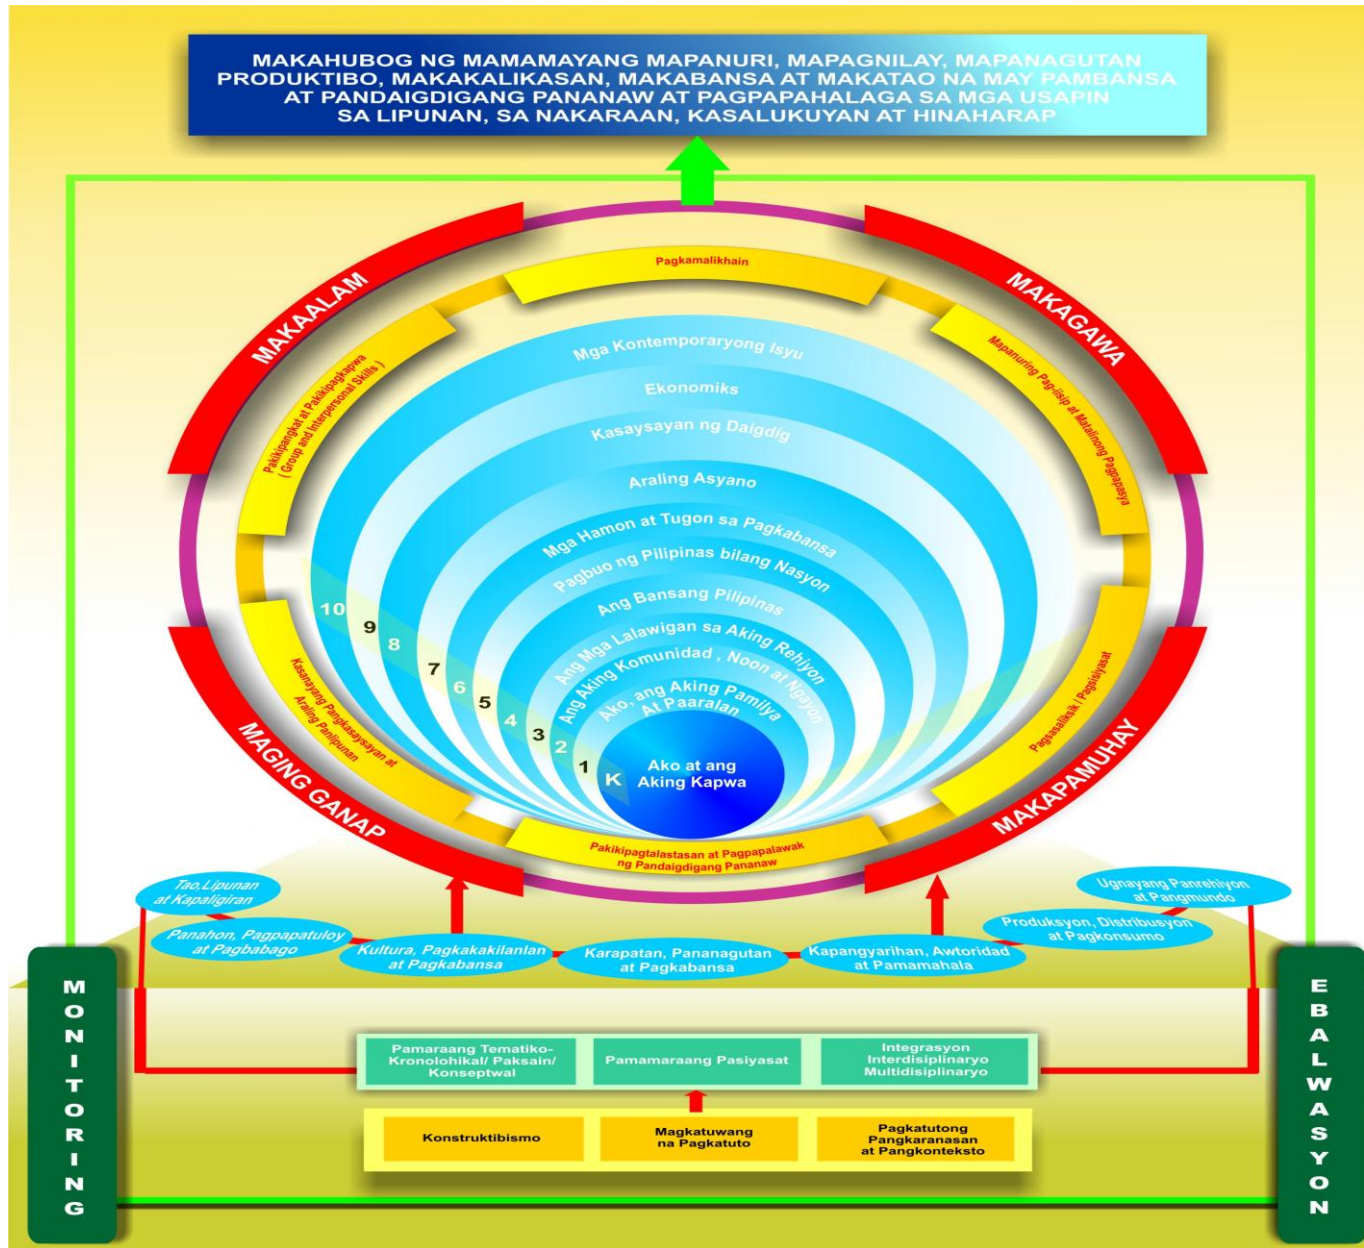 MAKAHUBOG NG MAMAMAYANG MAPANURI, MAPAGNILAY, MAPANAGUTAN
PRODUKTIBO, MAKAKALIKASAN, MAKABANSA AT MAKATAO NA MAY PAMBANSA
AT PANDAIGDIGANG PANANAW AT PAGPAPAHALAGA SA MGA USAPIN
SA LIPUNAN, SA NAKARAAN, KASALUKUYAN AT HINAHARAP
MAKAALAM
MAKAGAWA
Pagkamalikhain
Pakikipangkat at Pakikipagkapwa
( Group and Interpersonal Skills )
Mapanuring Pag-iisip at Matalinong Pagpapasya
Mga Kontemporaryong Isyu
Ekonomiks
Kasaysayan ng Daigdig
Araling Asyano
Mga Hamon at Tugon sa Pagkabansa
Pagbuo ng Pilipinas bilang Nasyon
Ang Bansang Pilipinas
Ang Mga Lalawigan sa Aking Rehiyon
Ang Aking Komunidad , Noon at Ngayon
Ako, ang Aking Pamilya
At Paaralan
Ako at ang
Aking Kapwa
10
9
8
7
6
5
4
3
2
1
K
Kasanayang Pangkasaysayan at
Araling Panlipunan
Pagsasaliksik / Pagsisiyasat
MAGING GANAP
MAKAPAMUHAY
Pakikipagtalastasan at Pagpapalawak
ng Pandaigdigang Pananaw
Tao,Lipunan
at Kapaligiran
Panahon, Pagpapatuloy
at Pagbabago
Kultura, Pagkakakilanlan
at Pagkabansa
Karapatan, Pananagutan
at Pagkabansa
Kapangyarihan, Awtoridad
at Pamamahala
Produksyon, Distribusyon
at Pagkonsumo
Ugnayang Panrehiyon
at Pangmundo
MONITORING
EBALWASYON
Pamaraang Tematiko-
Kronolohikal/ Paksain/
Konseptwal
Pamamaraang Pasiyasat
Integrasyon
Interdisiplinaryo
Multidisiplinaryo
Konstruktibismo
Magkatuwang
na Pagkatuto
Pagkatutong
Pangkaranasan
at Pangkonteksto